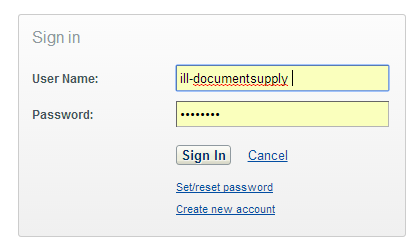 Sign in
User Name: ill-documentsupply
Password: ••••••••
Sign In Cancel
Set/reset password
Create new account